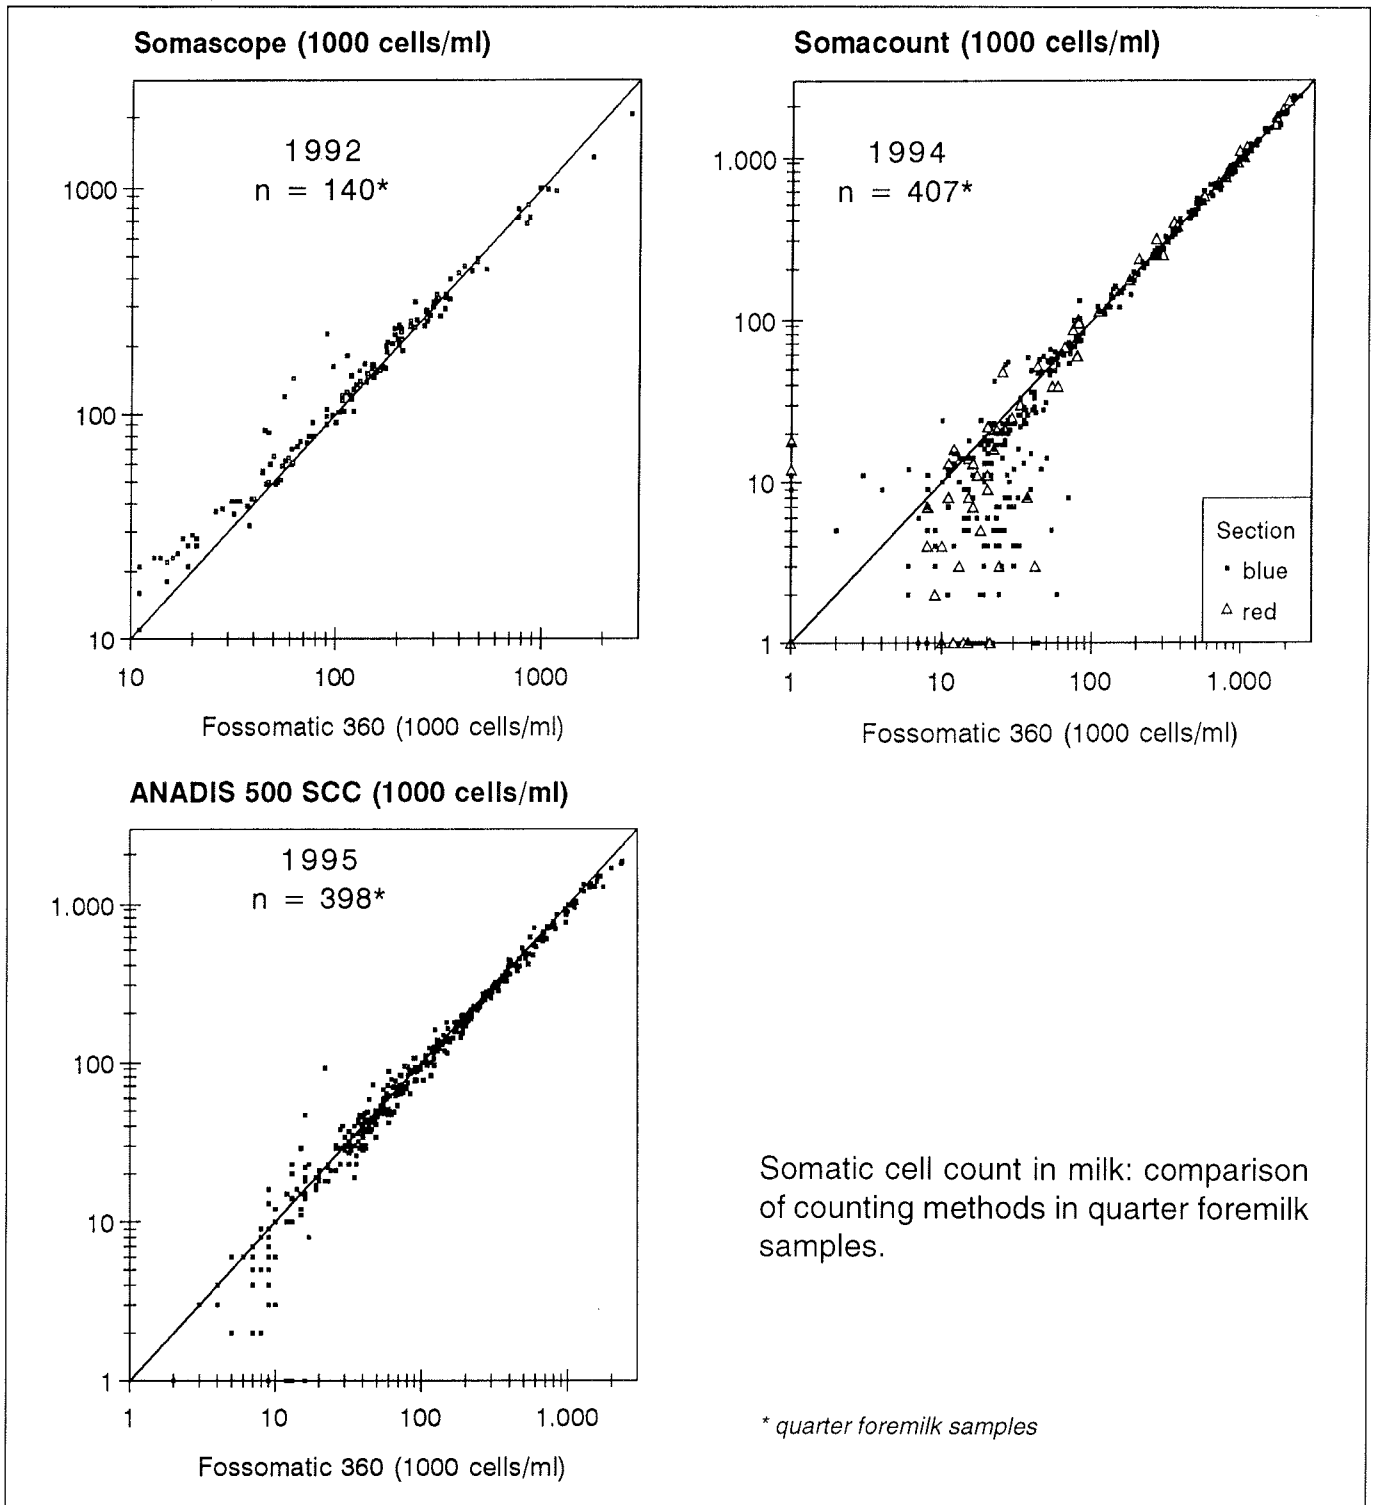 Somascope (1000 cells/ml)
1992
n = 140*
1000
100
10
10 100 1000
Fossomatic 360 (1000 cells/ml)
Somacount (1000 cells/ml)
1994
n = 407*
1.000
100
10
1
Section
blue
red
1 10 100 1.000
Fossomatic 360 (1000 cells/ml)
ANADIS 500 SCC (1000 cells/ml)
1995
n = 398*
1.000
100
10
1
1 10 100 1.000
Fossomatic 360 (1000 cells/ml)
Somatic cell count in milk: comparison
of counting methods in quarter foremilk
samples.
* quarter foremilk samples